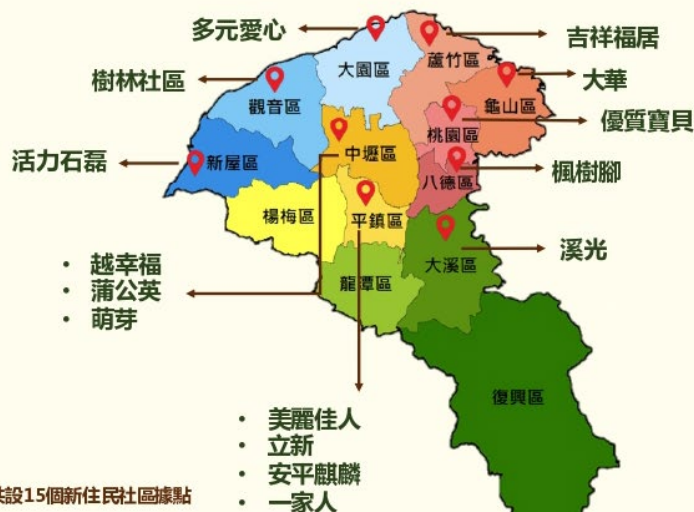 多元愛心
吉祥福居
大園區
蘆竹區
樹林社區
大華
觀音區
龜山區
優質寶貝
桃園區
中壢區
活力石磊
新屋區
八德區
楓樹腳
楊梅區
平鎮區
溪光
大溪區
• 越幸福
• 蒲公英
• 萌芽
龍潭區
復興區
• 美麗佳人
• 立新
• 安平麒麟
• 一家人
設15個新住民社區據點